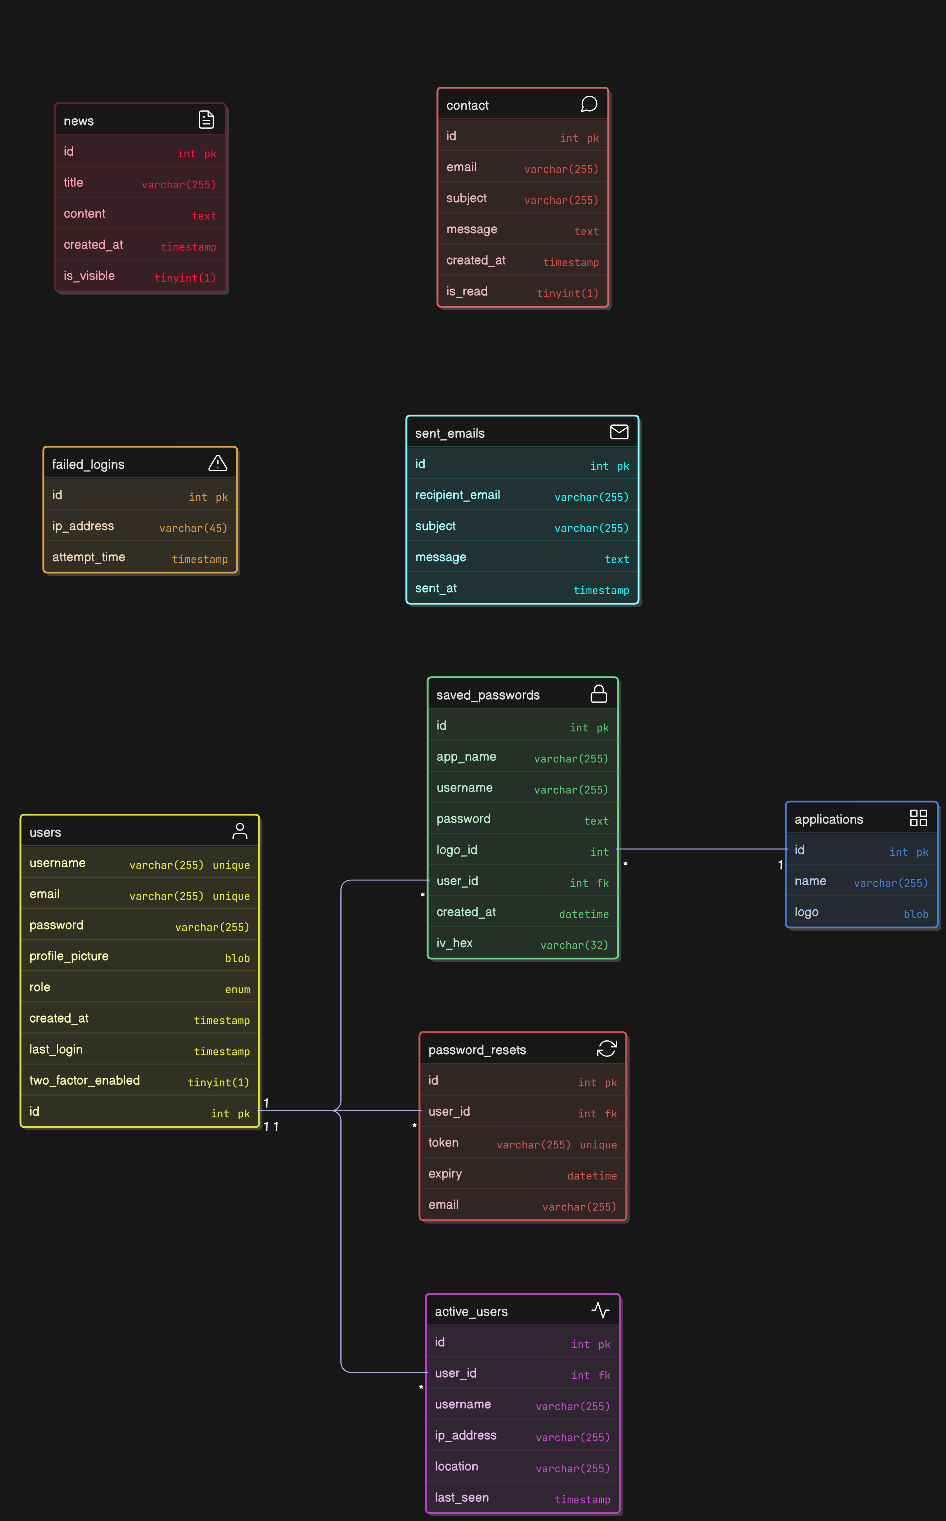 news
id int pk
title varchar(255)
content text
created_at timestamp
is_visible tinyint(1)
contact
id int pk
email varchar(255)
subject varchar(255)
message text
created_at timestamp
is_read tinyint(1)
failed_logins
id int pk
ip_address varchar(45)
attempt_time timestamp
sent_emails
id int pk
recipient_email varchar(255)
subject varchar(255)
message text
sent_at timestamp
users
username varchar(255) unique
email varchar(255) unique
password varchar(255)
profile_picture blob
role enum
created_at timestamp
last_login timestamp
two_factor_enabled tinyint(1)
id int pk
1
1 1
saved_passwords
id int pk
app_name varchar(255)
username varchar(255)
password text
logo_id int
*
user_id int fk
*
created_at datetime
iv_hex varchar(32)
applications
id int pk
1
name varchar(255)
logo blob
password_resets
id int pk
user_id int fk
*
token varchar(255) unique
expiry datetime
email varchar(255)
active_users
id int pk
user_id int fk
*
username varchar(255)
ip_address varchar(255)
location varchar(255)
last_seen timestamp